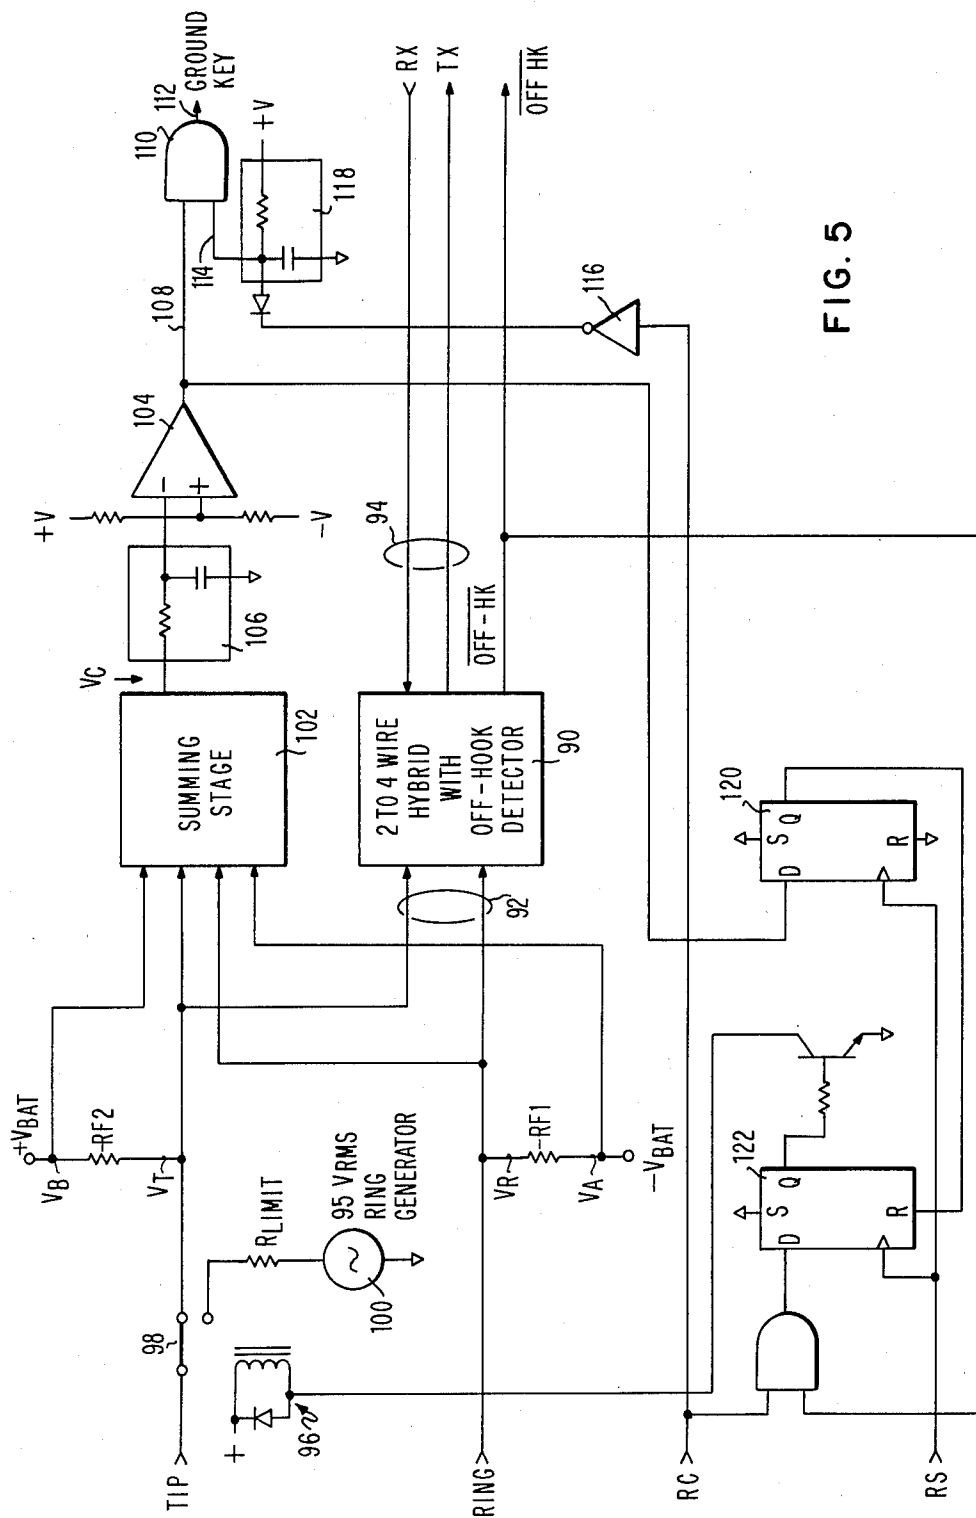 +VBAT
VB
-RF2
VT
TIP
98
+
96
RLIMIT
95 VRMS
RING
GENERATOR
100
RING
VR
-RF1
VA
-VBAT
SUMMING
STAGE
102
VC
106
+V
-V
104
-
+
108
110
112
GROUND
KEY
114
+V
118
116
2 TO 4 WIRE
HYBRID
WITH
OFF-HOOK
DETECTOR
90
92
94
OFF-HK
RX
TX
OFF HK
RC
RS
122
S
D
Q
R
120
S
D
Q
R
FIG. 5